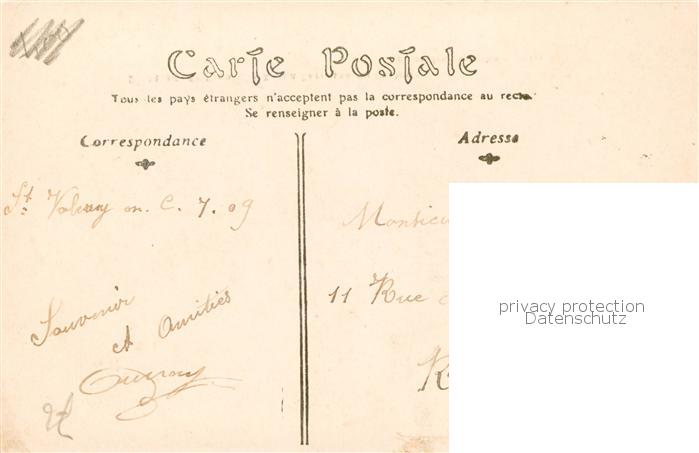 Carte Postale
Tous les pays étrangers n'acceptent pas la correspondance au recto.
Se renseigner à la poste.
Correspondance
Adresse
St Valery en C. 7. 09
Monsieu
11 Rue
Souvenir
et Amitiés
privacy protection
Datenschutz